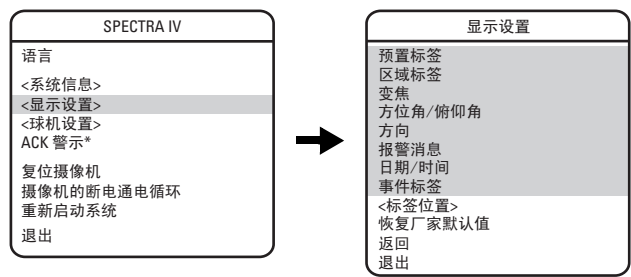 SPECTRA IV
语言
<系统信息>
<显示设置>
<球机设置>
ACK 警示*
复位摄像机
摄像机的断电通电循环
重新启动系统
退出
显示设置
预置标签
区域标签
变焦
方位角/俯仰角
方向
报警消息
日期/时间
事件标签
<标签位置>
恢复厂家默认值
返回
退出